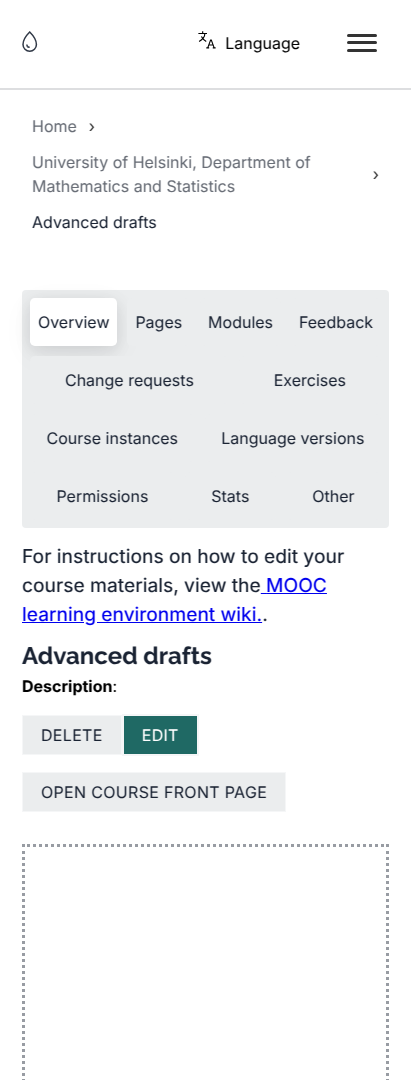 Language
Home ›
University of Helsinki, Department of
Mathematics and Statistics ›
Advanced drafts
Overview Pages Modules Feedback
Change requests Exercises
Course instances Language versions
Permissions Stats Other
For instructions on how to edit your
course materials, view the MOOC
learning environment wiki..
Advanced drafts
Description:
DELETE EDIT
OPEN COURSE FRONT PAGE